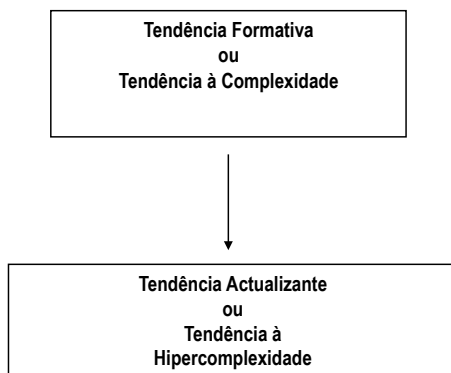 Tendência Formativa
ou
Tendência à Complexidade
Tendência Actualizante
ou
Tendência à
Hipercomplexidade